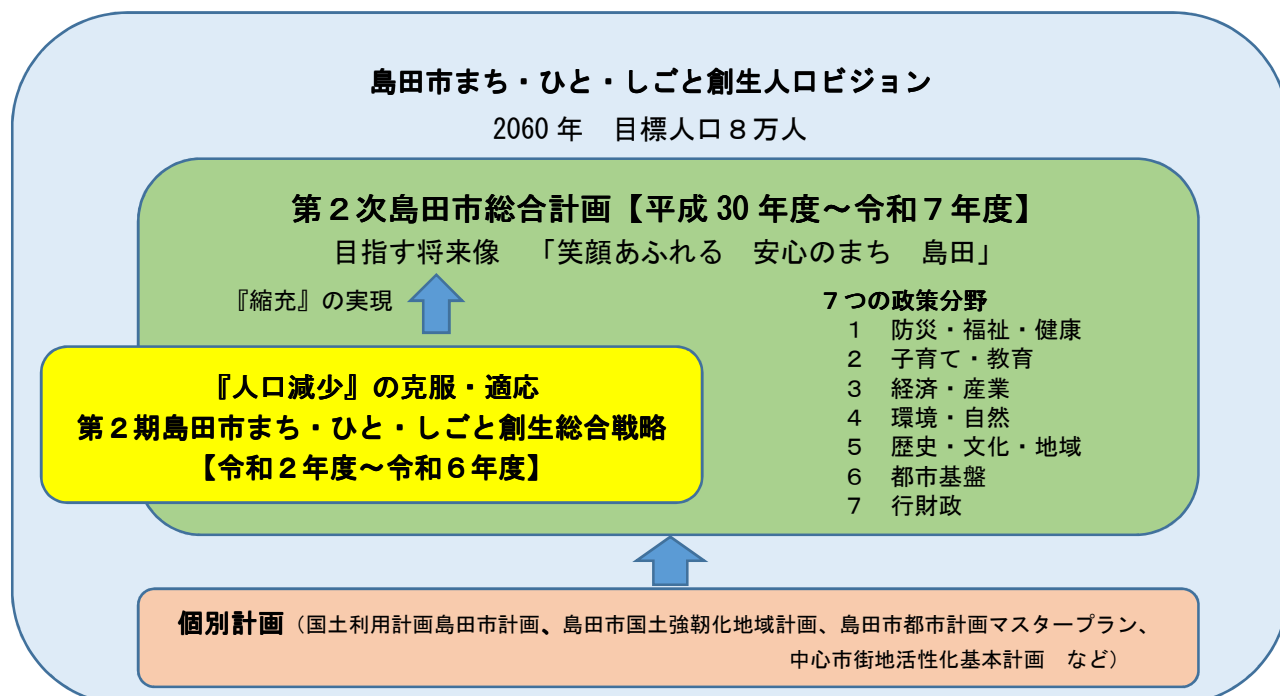 島田市まち・ひと・しごと創生人口ビジョン
2060 年　目標人口８万人
第２次島田市総合計画【平成 30 年度～令和７年度】
目指す将来像　「笑顔あふれる　安心のまち　島田」
『縮充』の実現
『人口減少』の克服・適応
第２期島田市まち・ひと・しごと創生総合戦略
【令和２年度～令和６年度】
７つの政策分野
１　防災・福祉・健康
２　子育て・教育
３　経済・産業
４　環境・自然
５　歴史・文化・地域
６　都市基盤
７　行財政
個別計画（国土利用計画島田市計画、島田市国土強靭化地域計画、島田市都市計画マスタープラン、
中心市街地活性化基本計画　など）